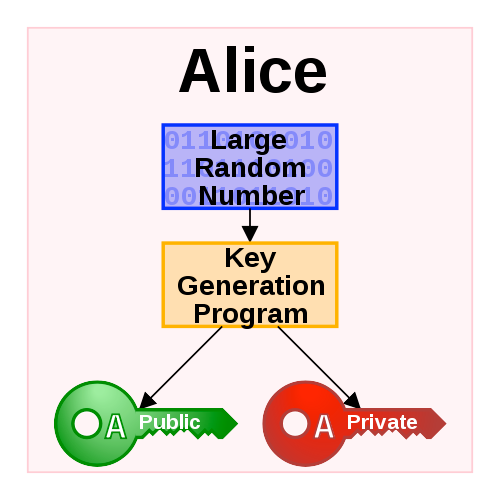 Alice
Large
Random
Number
Key
Generation
Program
A Public
A Private